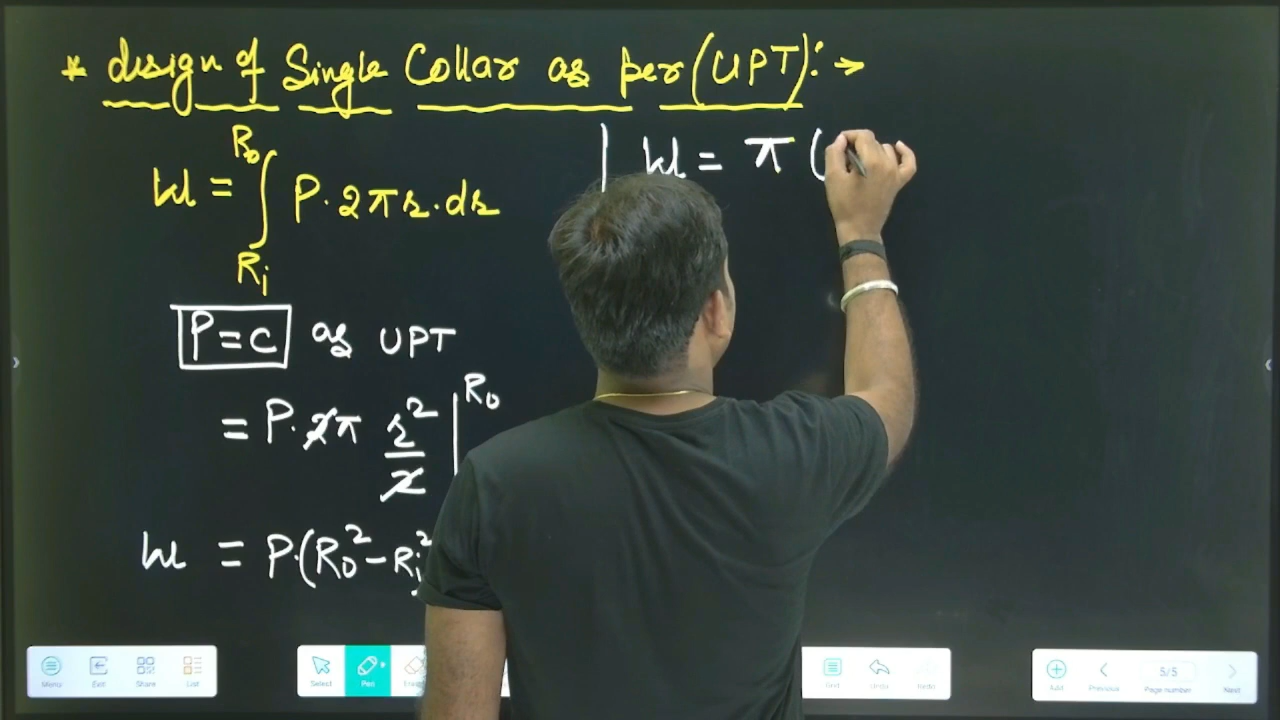 * design of Single Collar as per (UPT):→
W = ∫ P·2πr·dr
R₀
Rᵢ
P=C as UPT
= P·2π r²/2 | R₀
W = P·(R₀²-Rᵢ²
W = π (
Menu Exit Share List
Select Pen
Undo Redo
Add Previous 5/5 Page number Next